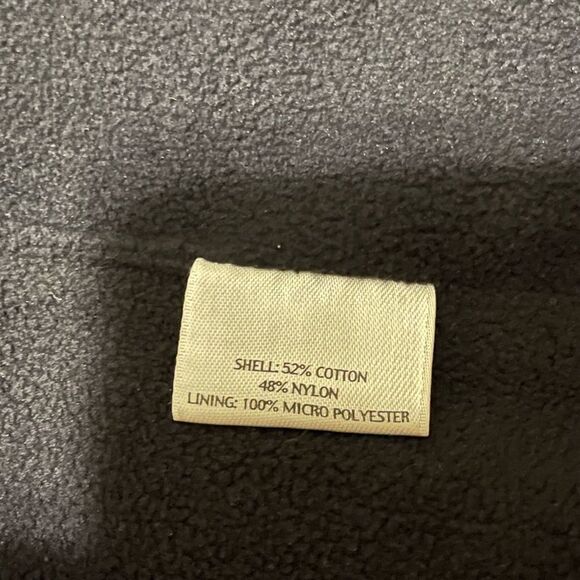 SHELL: 52% COTTON
48% NYLON
LINING: 100% MICRO POLYESTER